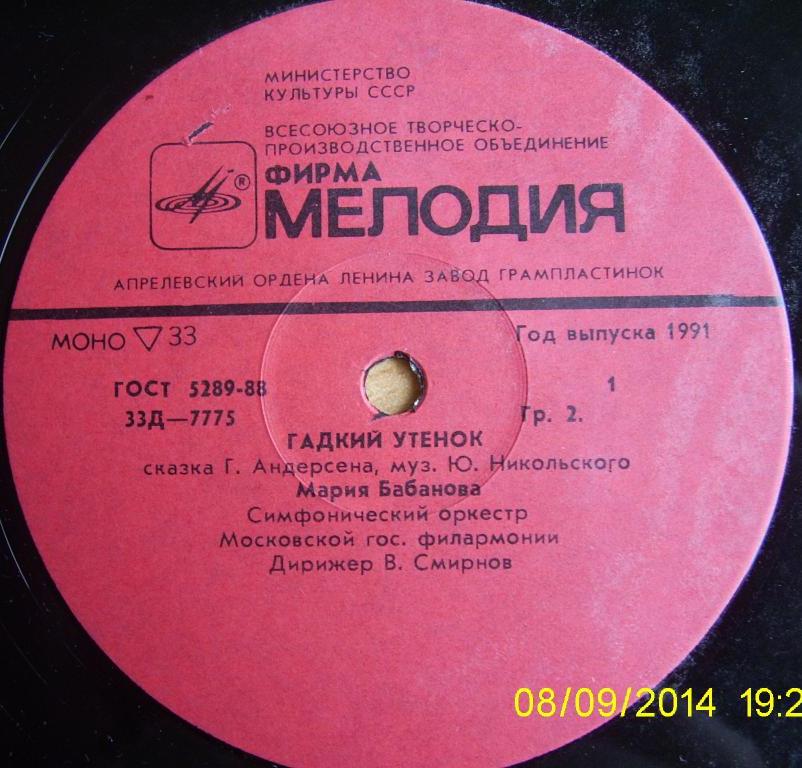 МИНИСТЕРСТВО
КУЛЬТУРЫ СССР
ВСЕСОЮЗНОЕ ТВОРЧЕСКО-
ПРОИЗВОДСТВЕННОЕ ОБЪЕДИНЕНИЕ
®
ФИРМА
МЕЛОДИЯ
АПРЕЛЕВСКИЙ ОРДЕНА ЛЕНИНА ЗАВОД ГРАМПЛАСТИНОК
МОНО ▽ 33
Год выпуска 1991
ГОСТ 5289-88
1
33Д—7775
Гр. 2.
ГАДКИЙ УТЕНОК
сказка Г. Андерсена, муз. Ю. Никольского
Мария Бабанова
Симфонический оркестр
Московской гос. филармонии
Дирижер В. Смирнов
08/09/2014 19:2